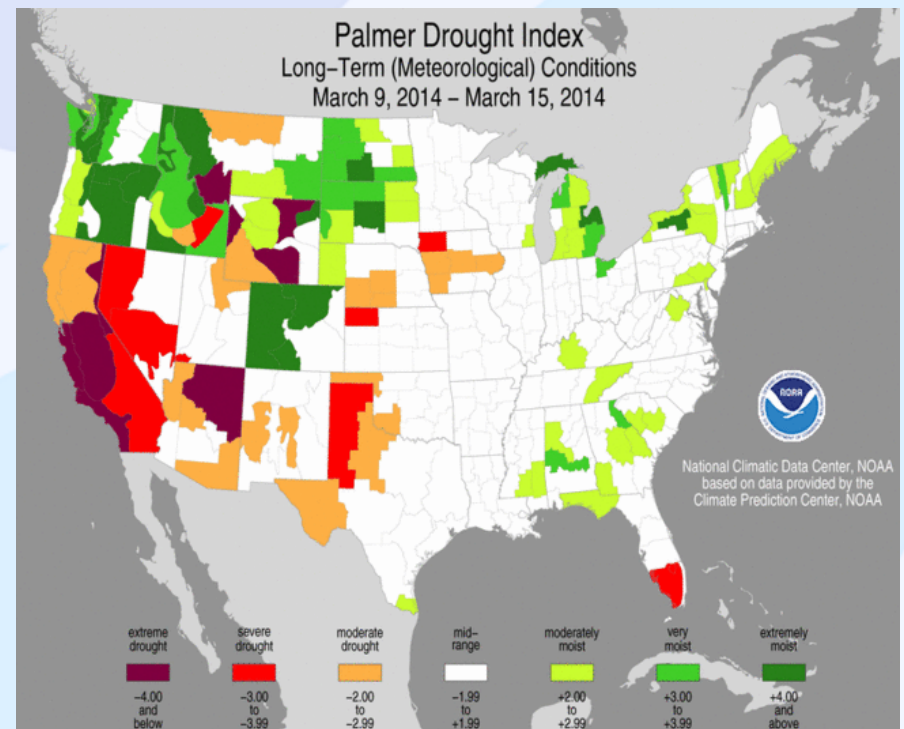 Palmer Drought Index
Long–Term (Meteorological) Conditions
March 9, 2014 – March 15, 2014
NOAA
National Climatic Data Center, NOAA
based on data provided by the
Climate Prediction Center, NOAA
extreme
drought
severe
drought
moderate
drought
mid–
range
moderately
moist
very
moist
extremely
moist
−4.00
and
below
−3.00
to
−3.99
−2.00
to
−2.99
−1.99
to
+1.99
+2.00
to
+2.99
+3.00
to
+3.99
+4.00
and
above